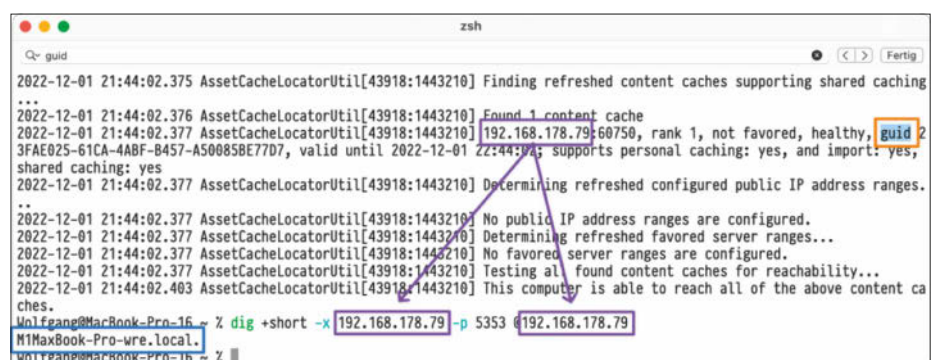 zsh
guid
Fertig
2022-12-01 21:44:02.375 AssetCacheLocatorUtil[43918:1443210] Finding refreshed content caches supporting shared caching
...
2022-12-01 21:44:02.376 AssetCacheLocatorUtil[43918:1443210] Found 1 content cache
2022-12-01 21:44:02.377 AssetCacheLocatorUtil[43918:1443210] 192.168.178.79:60750, rank 1, not favored, healthy, guid 2
3FAE025-61CA-4ABF-B457-A50085BE77D7, valid until 2022-12-01 22:44:02; supports personal caching: yes, and import: yes,
shared caching: yes
2022-12-01 21:44:02.377 AssetCacheLocatorUtil[43918:1443210] Determining refreshed configured public IP address ranges.
..
2022-12-01 21:44:02.377 AssetCacheLocatorUtil[43918:1443210] No public IP address ranges are configured.
2022-12-01 21:44:02.377 AssetCacheLocatorUtil[43918:1443210] Determining refreshed favored server ranges...
2022-12-01 21:44:02.377 AssetCacheLocatorUtil[43918:1443210] No favored server ranges are configured.
2022-12-01 21:44:02.377 AssetCacheLocatorUtil[43918:1443210] Testing all found content caches for reachability...
2022-12-01 21:44:02.403 AssetCacheLocatorUtil[43918:1443210] This computer is able to reach all of the above content ca
ches.
Wolfgang@MacBook-Pro-16 ~ % dig +short -x 192.168.178.79 -p 5353 @192.168.178.79
M1MaxBook-Pro-wre.local.
Wolfgang@MacBook-Pro-16 ~ %